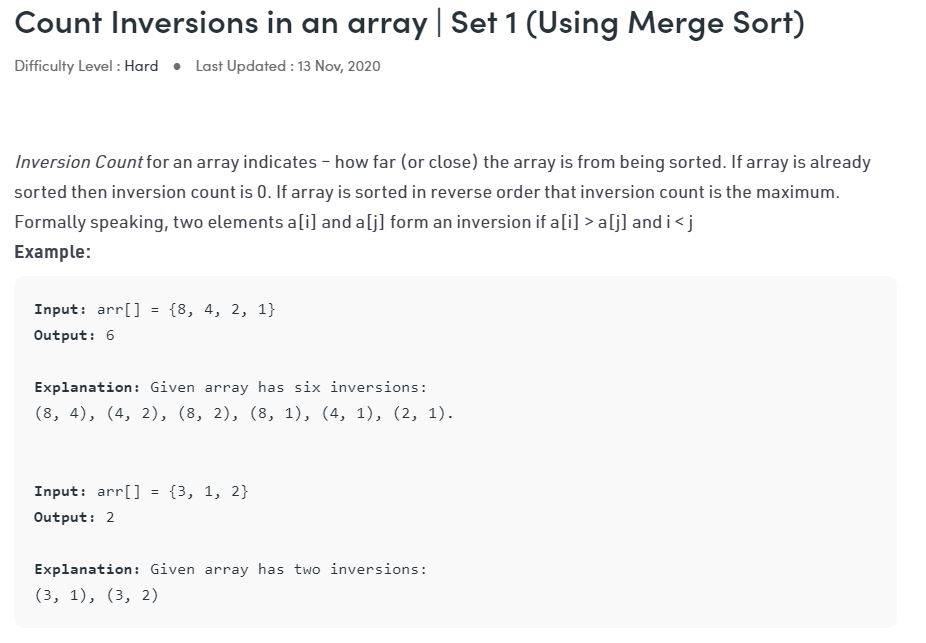 Count Inversions in an array | Set 1 (Using Merge Sort)
Difficulty Level : Hard ● Last Updated : 13 Nov, 2020
Inversion Count for an array indicates – how far (or close) the array is from being sorted. If array is already
sorted then inversion count is 0. If array is sorted in reverse order that inversion count is the maximum.
Formally speaking, two elements a[i] and a[j] form an inversion if a[i] > a[j] and i < j
Example:
Input: arr[] = {8, 4, 2, 1}
Output: 6
Explanation: Given array has six inversions:
(8, 4), (4, 2), (8, 2), (8, 1), (4, 1), (2, 1).
Input: arr[] = {3, 1, 2}
Output: 2
Explanation: Given array has two inversions:
(3, 1), (3, 2)